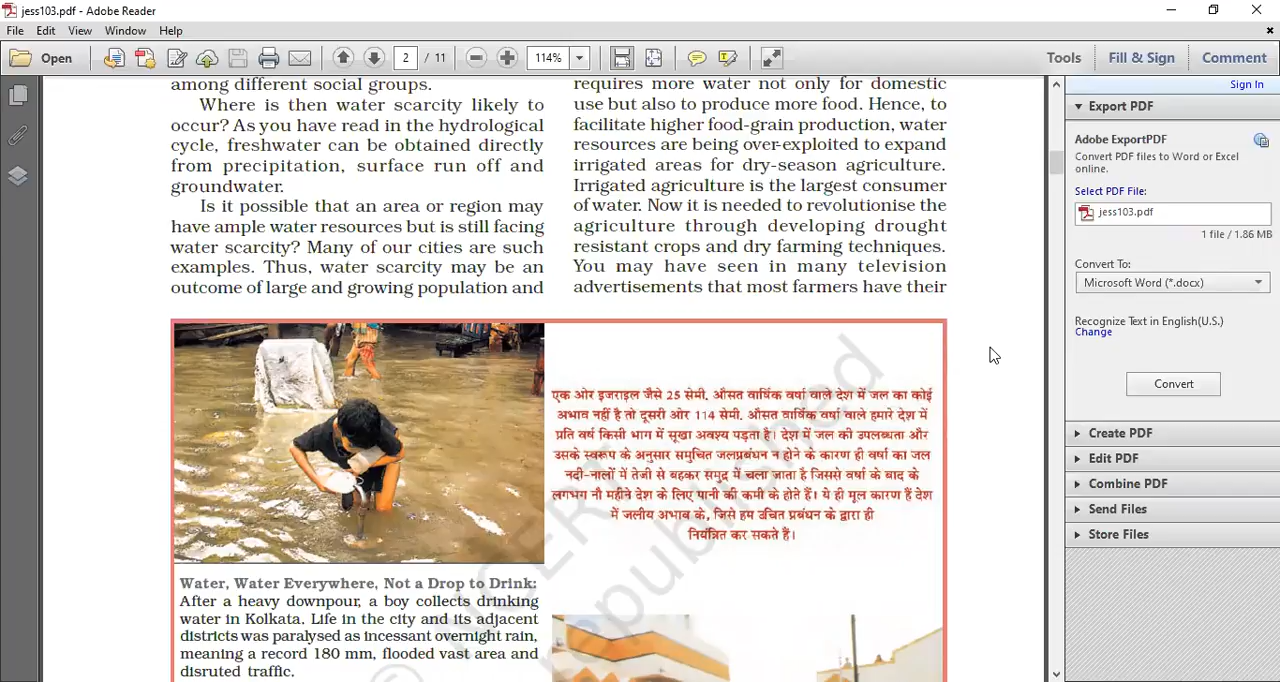 jess103.pdf - Adobe Reader
File Edit View Window Help
Open 2 / 11 114% Tools Fill & Sign Comment
among different social groups.
Where is then water scarcity likely to
occur? As you have read in the hydrological
cycle, freshwater can be obtained directly
from precipitation, surface run off and
groundwater.
Is it possible that an area or region may
have ample water resources but is still facing
water scarcity? Many of our cities are such
examples. Thus, water scarcity may be an
outcome of large and growing population and
requires more water not only for domestic
use but also to produce more food. Hence, to
facilitate higher food-grain production, water
resources are being over-exploited to expand
irrigated areas for dry-season agriculture.
Irrigated agriculture is the largest consumer
of water. Now it is needed to revolutionise the
agriculture through developing drought
resistant crops and dry farming techniques.
You may have seen in many television
advertisements that most farmers have their
एक ओर इजराइल जैसे 25 सेमी. औसत वार्षिक वर्षा वाले देश में जल का कोई
अभाव नहीं है तो दूसरी ओर 114 सेमी. औसत वार्षिक वर्षा वाले हमारे देश में
प्रति वर्ष किसी भाग में सूखा अवश्य पड़ता है। देश में जल की उपलब्धता और
उसके स्वरूप के अनुसार समुचित जलप्रबंधन न होने के कारण ही वर्षा का जल
नदी-नालों में तेजी से बहकर समुद्र में चला जाता है जिससे वर्षा के बाद के
लगभग नौ महीने देश के लिए पानी की कमी के होते हैं। ये ही मूल कारण हैं देश
में जलीय अभाव के, जिसे हम उचित प्रबंधन के द्वारा ही
नियंत्रित कर सकते हैं।
Water, Water Everywhere, Not a Drop to Drink:
After a heavy downpour, a boy collects drinking
water in Kolkata. Life in the city and its adjacent
districts was paralysed as incessant overnight rain,
meaning a record 180 mm, flooded vast area and
disruted traffic.
© NCERT
republished
Sign In
Export PDF
Adobe ExportPDF
Convert PDF files to Word or Excel
online.
Select PDF File:
jess103.pdf
1 file / 1.86 MB
Convert To:
Microsoft Word (*.docx)
Recognize Text in English(U.S.)
Change
Convert
Create PDF
Edit PDF
Combine PDF
Send Files
Store Files